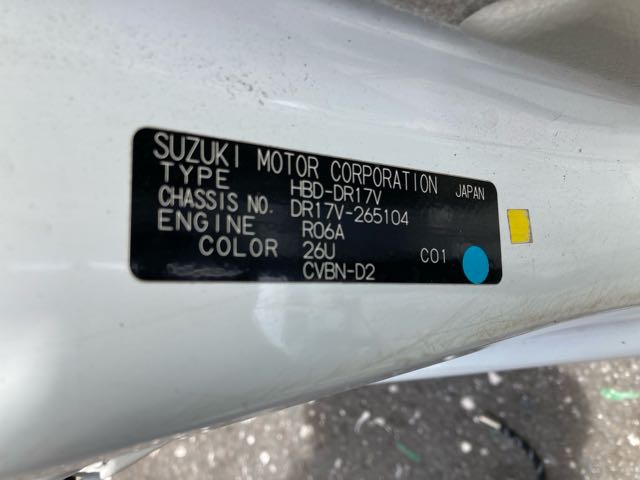 SUZUKI MOTOR CORPORATION JAPAN
TYPE HBD-DR17V
CHASSIS NO. DR17V-265104
ENGINE R06A
COLOR 26U C01
CVBN-D2